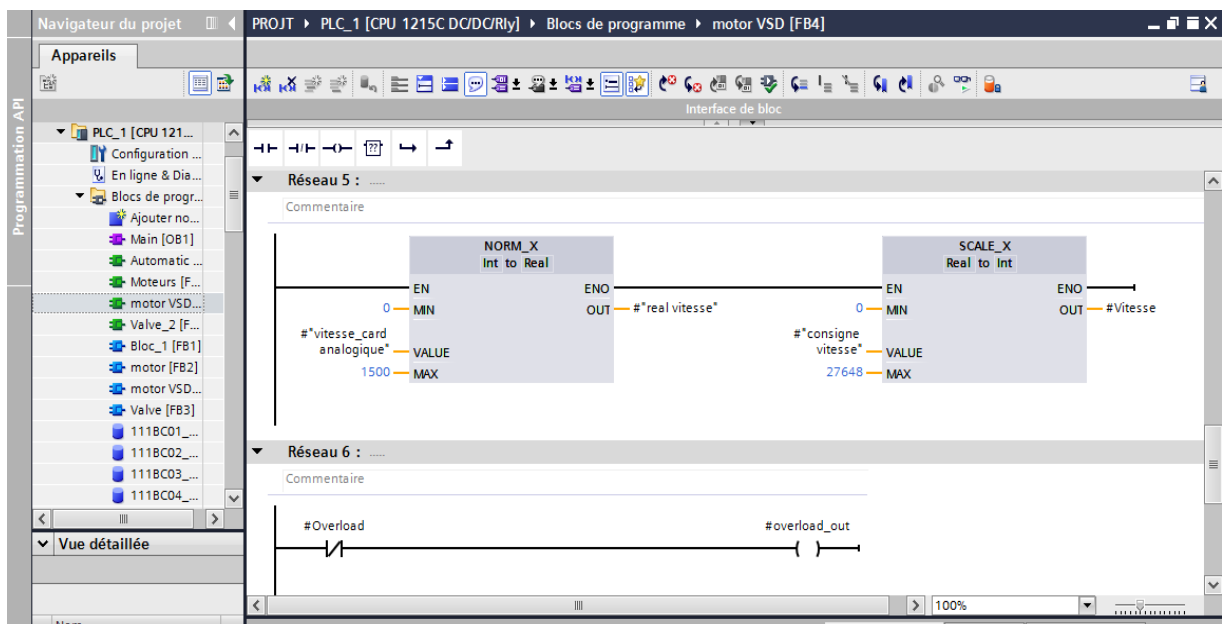 Navigateur du projet
PROJT ▸ PLC_1 [CPU 1215C DC/DC/Rly] ▸ Blocs de programme ▸ motor VSD [FB4]
Appareils
Programmation API
Interface de bloc
PLC_1 [CPU 121...
Configuration ...
En ligne & Dia...
Blocs de progr...
Ajouter no...
Main [OB1]
Automatic ...
Moteurs [F...
motor VSD...
Valve_2 [F...
Bloc_1 [FB1]
motor [FB2]
motor VSD...
Valve [FB3]
111BC01_...
111BC02_...
111BC03_...
111BC04_...
Vue détaillée
??
Réseau 5 : .....
Commentaire
NORM_X
Int to Real
EN
ENO
0
MIN
OUT
#"real vitesse"
#"vitesse_card
analogique"
VALUE
1500
MAX
SCALE_X
Real to Int
EN
ENO
0
MIN
OUT
#Vitesse
#"consigne
vitesse"
VALUE
27648
MAX
Réseau 6 : .....
Commentaire
#Overload
#overload_out
100%